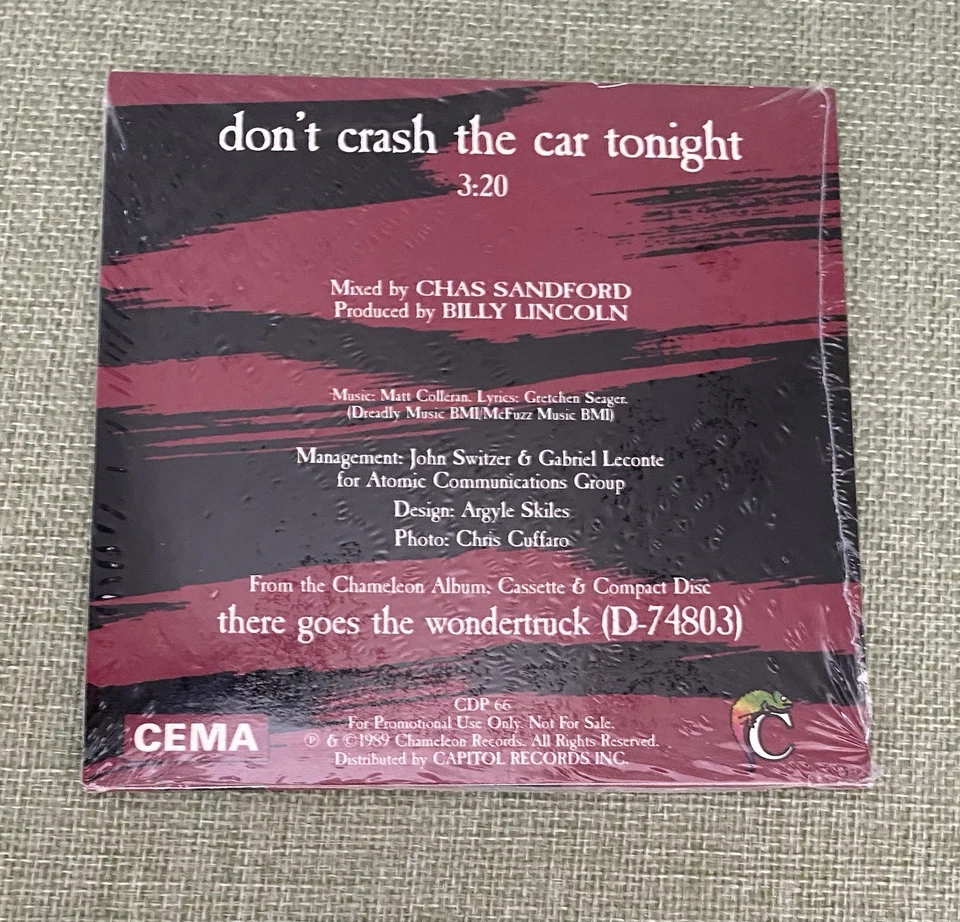 don't crash the car tonight
3:20
Mixed by CHAS SANDFORD
Produced by BILLY LINCOLN
Music: Matt Colleran. Lyrics: Gretchen Seager.
(Dreadly Music BMI/McFuzz Music BMI)
Management: John Switzer & Gabriel Leconte
for Atomic Communications Group
Design: Argyle Skiles
Photo: Chris Cuffaro
From the Chameleon Album, Cassette & Compact Disc
there goes the wondertruck (D-74803)
CDP 66
For Promotional Use Only. Not For Sale.
℗ & ©1989 Chameleon Records. All Rights Reserved.
Distributed by CAPITOL RECORDS INC.
CEMA
C